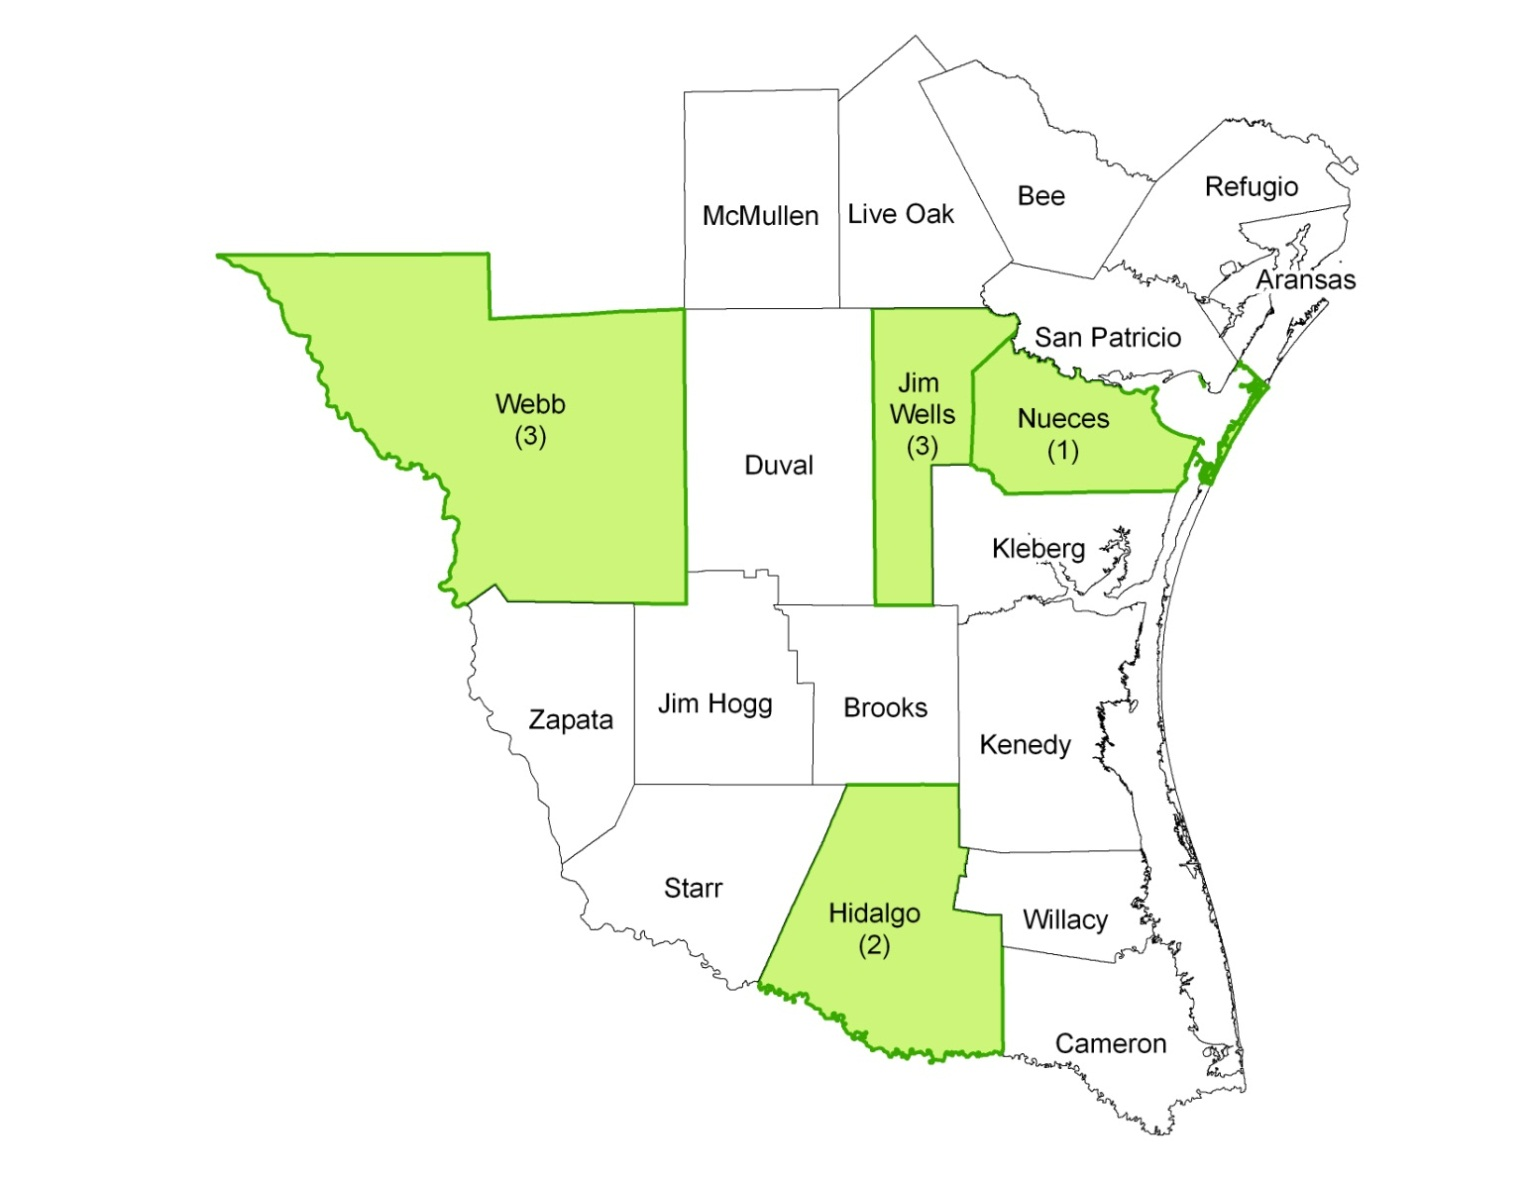 Refugio
Bee
McMullen
Live Oak
Aransas
San Patricio
Webb
(3)
Jim
Wells
(3)
Nueces
(1)
Duval
Kleberg
Zapata
Jim Hogg
Brooks
Kenedy
Starr
Hidalgo
(2)
Willacy
Cameron